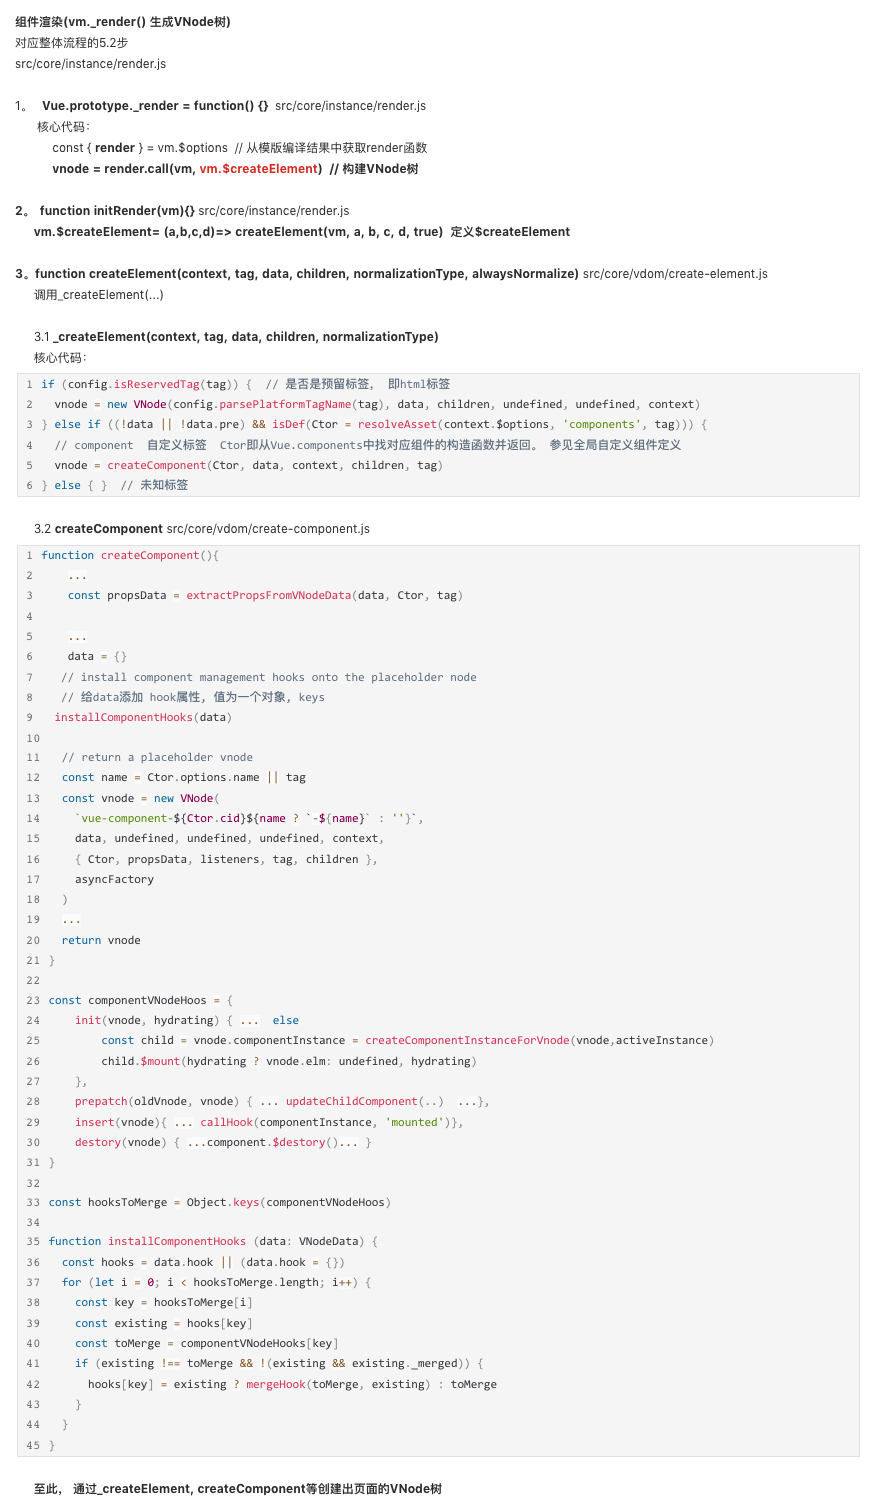 组件渲染(vm._render() 生成VNode树)
对应整体流程的5.2步
src/core/instance/render.js
1。 Vue.prototype._render = function() {} src/core/instance/render.js
核心代码：
const { render } = vm.$options // 从模版编译结果中获取render函数
vnode = render.call(vm, vm.$createElement) // 构建VNode树
2。 function initRender(vm){} src/core/instance/render.js
vm.$createElement= (a,b,c,d)=> createElement(vm, a, b, c, d, true) 定义$createElement
3。function createElement(context, tag, data, children, normalizationType, alwaysNormalize) src/core/vdom/create-element.js
调用_createElement(...)
3.1 _createElement(context, tag, data, children, normalizationType)
核心代码：
1 if (config.isReservedTag(tag)) { // 是否是预留标签， 即html标签
2 vnode = new VNode(config.parsePlatformTagName(tag), data, children, undefined, undefined, context)
3 } else if ((!data || !data.pre) && isDef(Ctor = resolveAsset(context.$options, 'components', tag))) {
4 // component 自定义标签 Ctor即从Vue.components中找对应组件的构造函数并返回。 参见全局自定义组件定义
5 vnode = createComponent(Ctor, data, context, children, tag)
6 } else { } // 未知标签
3.2 createComponent src/core/vdom/create-component.js
1 function createComponent(){
2 ...
3 const propsData = extractPropsFromVNodeData(data, Ctor, tag)
4
5 ...
6 data = {}
7 // install component management hooks onto the placeholder node
8 // 给data添加 hook属性, 值为一个对象, keys
9 installComponentHooks(data)
10
11 // return a placeholder vnode
12 const name = Ctor.options.name || tag
13 const vnode = new VNode(
14 `vue-component-${Ctor.cid}${name ? `-${name}` : ''}`,
15 data, undefined, undefined, undefined, context,
16 { Ctor, propsData, listeners, tag, children },
17 asyncFactory
18 )
19 ...
20 return vnode
21 }
22
23 const componentVNodeHoos = {
24 init(vnode, hydrating) { ... else
25 const child = vnode.componentInstance = createComponentInstanceForVnode(vnode,activeInstance)
26 child.$mount(hydrating ? vnode.elm: undefined, hydrating)
27 },
28 prepatch(oldVnode, vnode) { ... updateChildComponent(..) ...},
29 insert(vnode){ ... callHook(componentInstance, 'mounted')},
30 destory(vnode) { ...component.$destory()... }
31 }
32
33 const hooksToMerge = Object.keys(componentVNodeHoos)
34
35 function installComponentHooks (data: VNodeData) {
36 const hooks = data.hook || (data.hook = {})
37 for (let i = 0; i < hooksToMerge.length; i++) {
38 const key = hooksToMerge[i]
39 const existing = hooks[key]
40 const toMerge = componentVNodeHooks[key]
41 if (existing !== toMerge && !(existing && existing._merged)) {
42 hooks[key] = existing ? mergeHook(toMerge, existing) : toMerge
43 }
44 }
45 }
至此， 通过_createElement, createComponent等创建出页面的VNode树